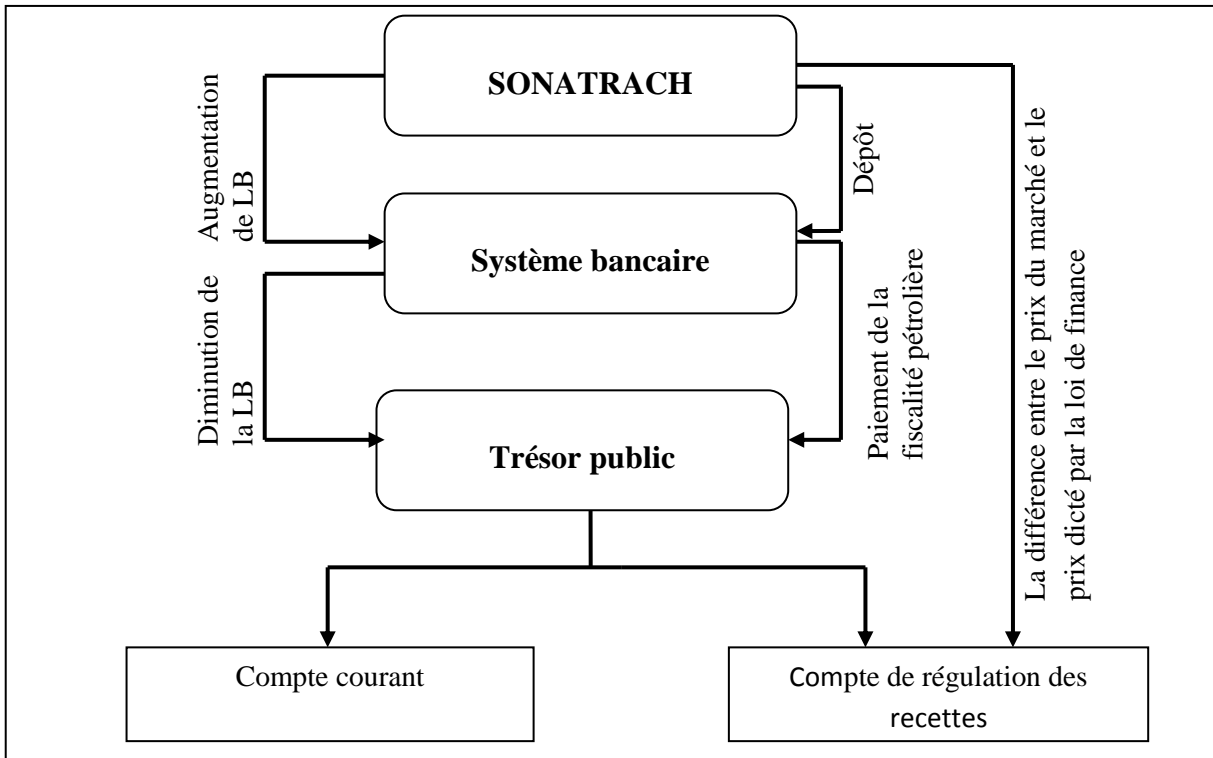 SONATRACH
Augmentation
de LB
Dépôt
Système bancaire
Diminution de
la LB
Paiement de la
fiscalité pétrolière
La différence entre le prix du marché et le
prix dicté par la loi de finance
Trésor public
Compte courant
Compte de régulation des
recettes